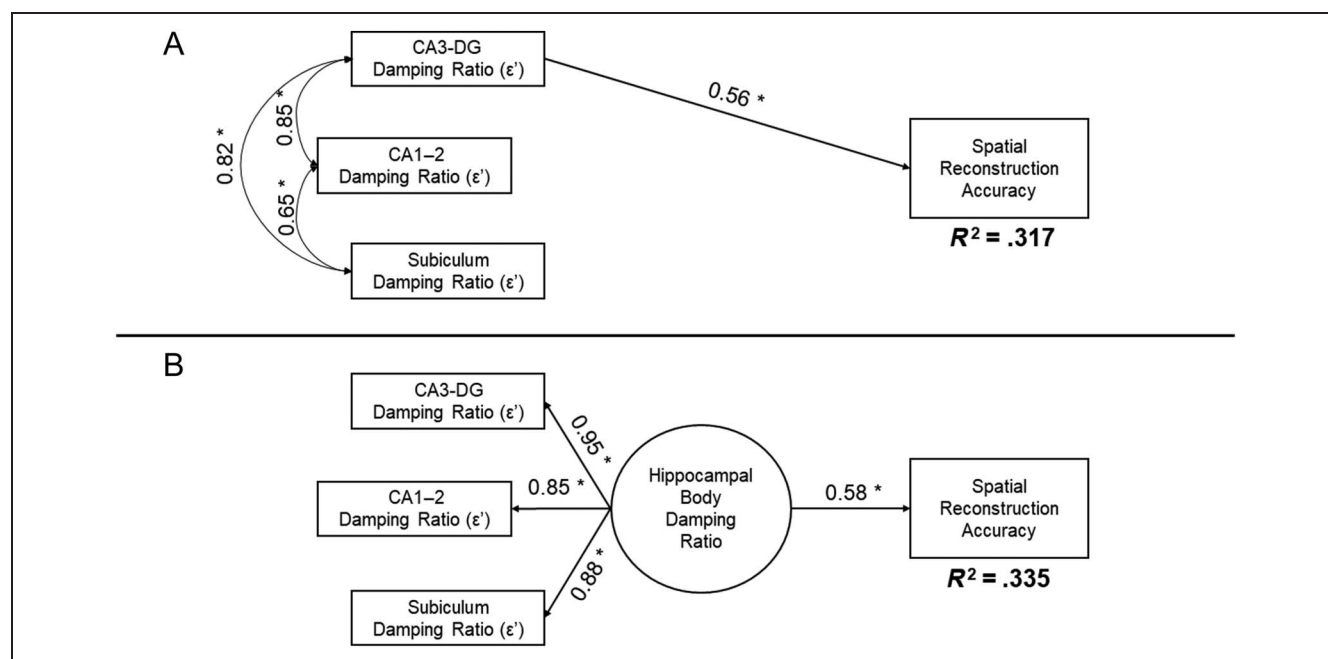 A
CA3-DG
Damping Ratio (ε’)
0.56 *
0.85 *
0.82 *
CA1–2
Damping Ratio (ε’)
Spatial
Reconstruction
Accuracy
0.65 *
R² = .317
Subiculum
Damping Ratio (ε’)
B
CA3-DG
Damping Ratio (ε’)
0.95 *
CA1–2
Damping Ratio (ε’)
0.85 *
Hippocampal
Body
Damping
Ratio
0.58 *
Spatial
Reconstruction
Accuracy
R² = .335
0.88 *
Subiculum
Damping Ratio (ε’)